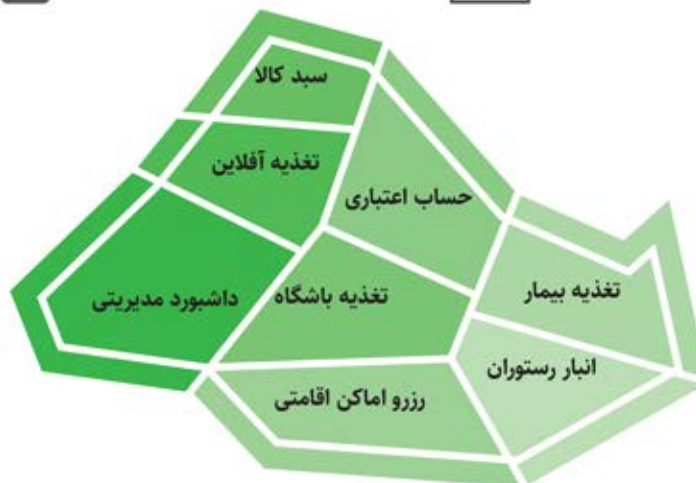 سبد کالا
تغذیه آفلاین
حساب اعتباری
تغذیه بیمار
تغذیه باشگاه
داشبورد مدیریتی
انبار رستوران
رزرو اماکن اقامتی